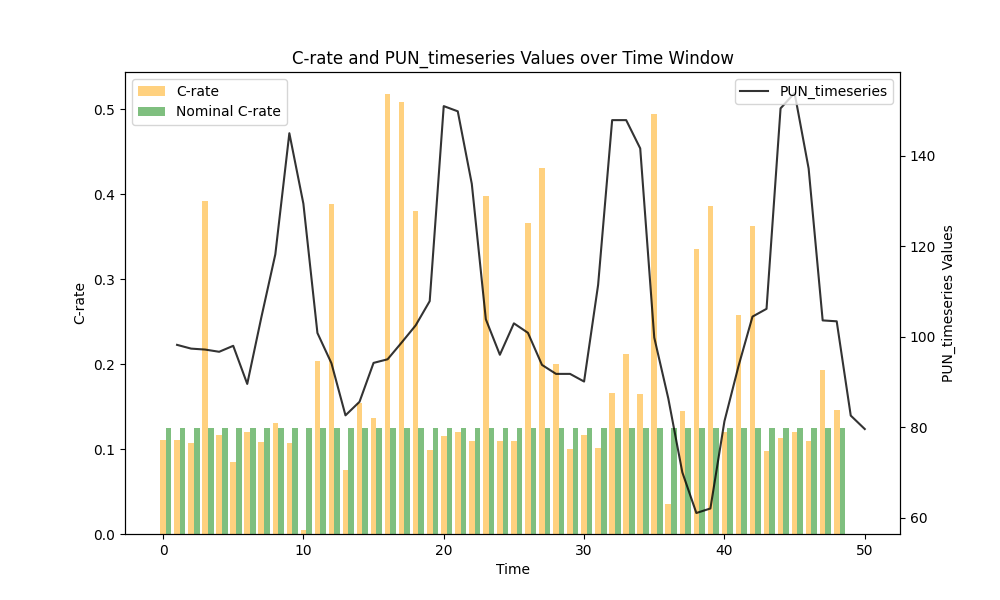 C-rate and PUN_timeseries Values over Time Window
C-rate
Nominal C-rate
PUN_timeseries
0.5
0.4
0.3
0.2
0.1
0.0
C-rate
140
120
100
80
60
PUN_timeseries Values
0 10 20 30 40 50
Time